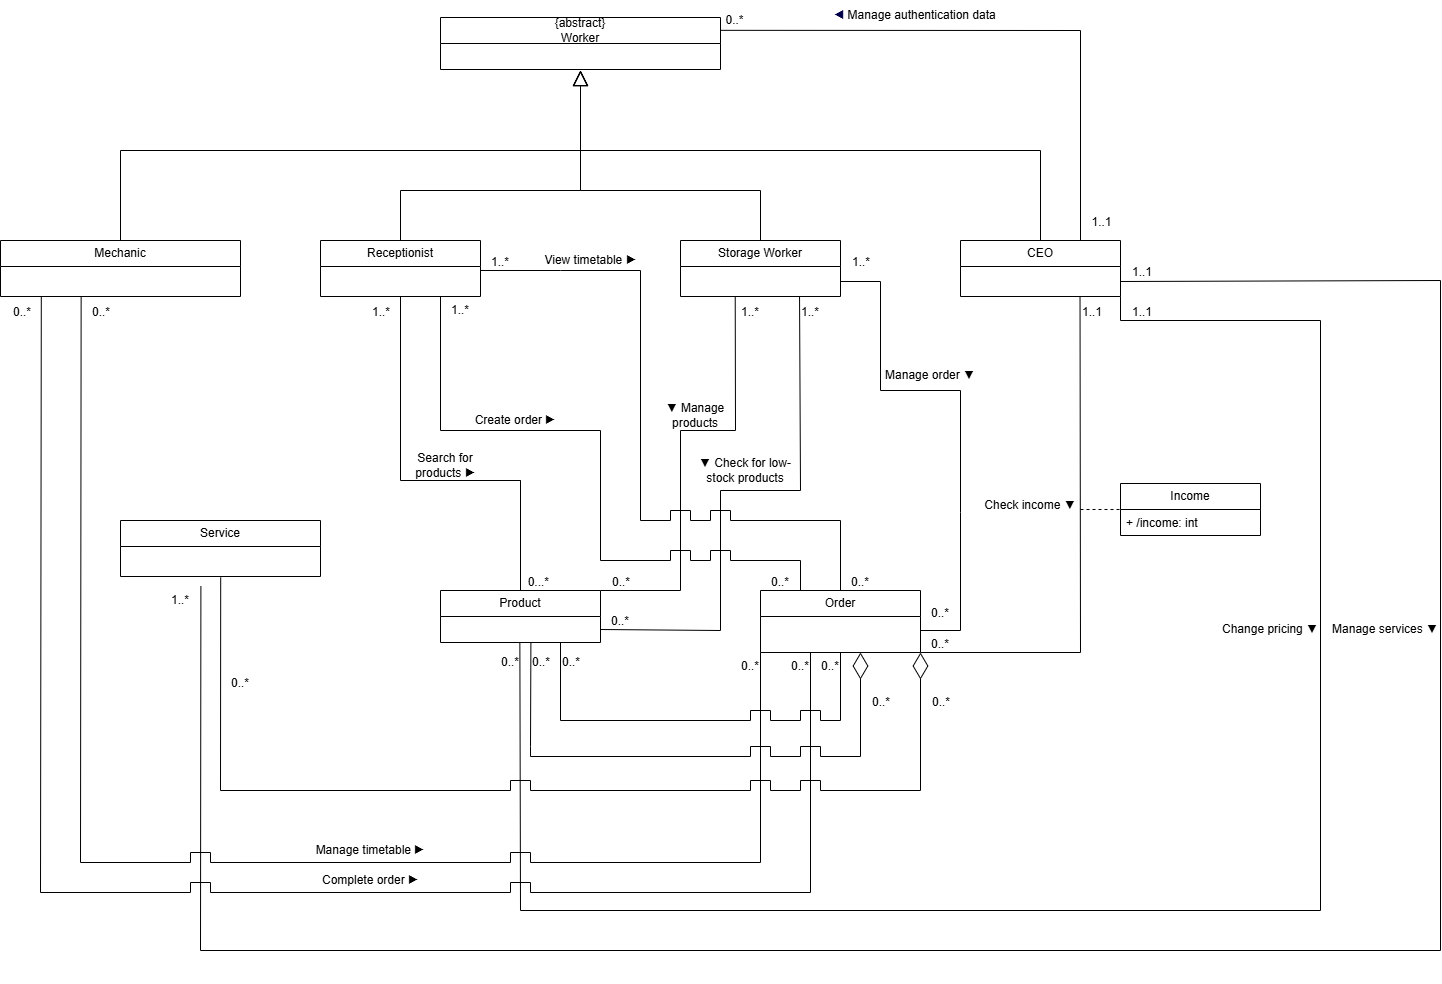 {abstract}
Worker
0..*
◀ Manage authentication data
1..1
Mechanic
Receptionist
Storage Worker
CEO
1..*
View timetable ▶
1..*
1..1
0..*
0..*
1..*
1..*
1..*
1..*
1..1
1..1
Manage order ▼
▼ Manage
products
Create order ▶
Search for
products ▶
▼ Check for low-
stock products
Check income ▼
Income
+ /income: int
Service
0...*
0..*
0..*
0..*
1..*
Product
Order
0..*
0..*
0..*
Change pricing ▼
Manage services ▼
0..*
0..*
0..*
0..*
0..*
0..*
0..*
0..*
0..*
Manage timetable ▶
Complete order ▶